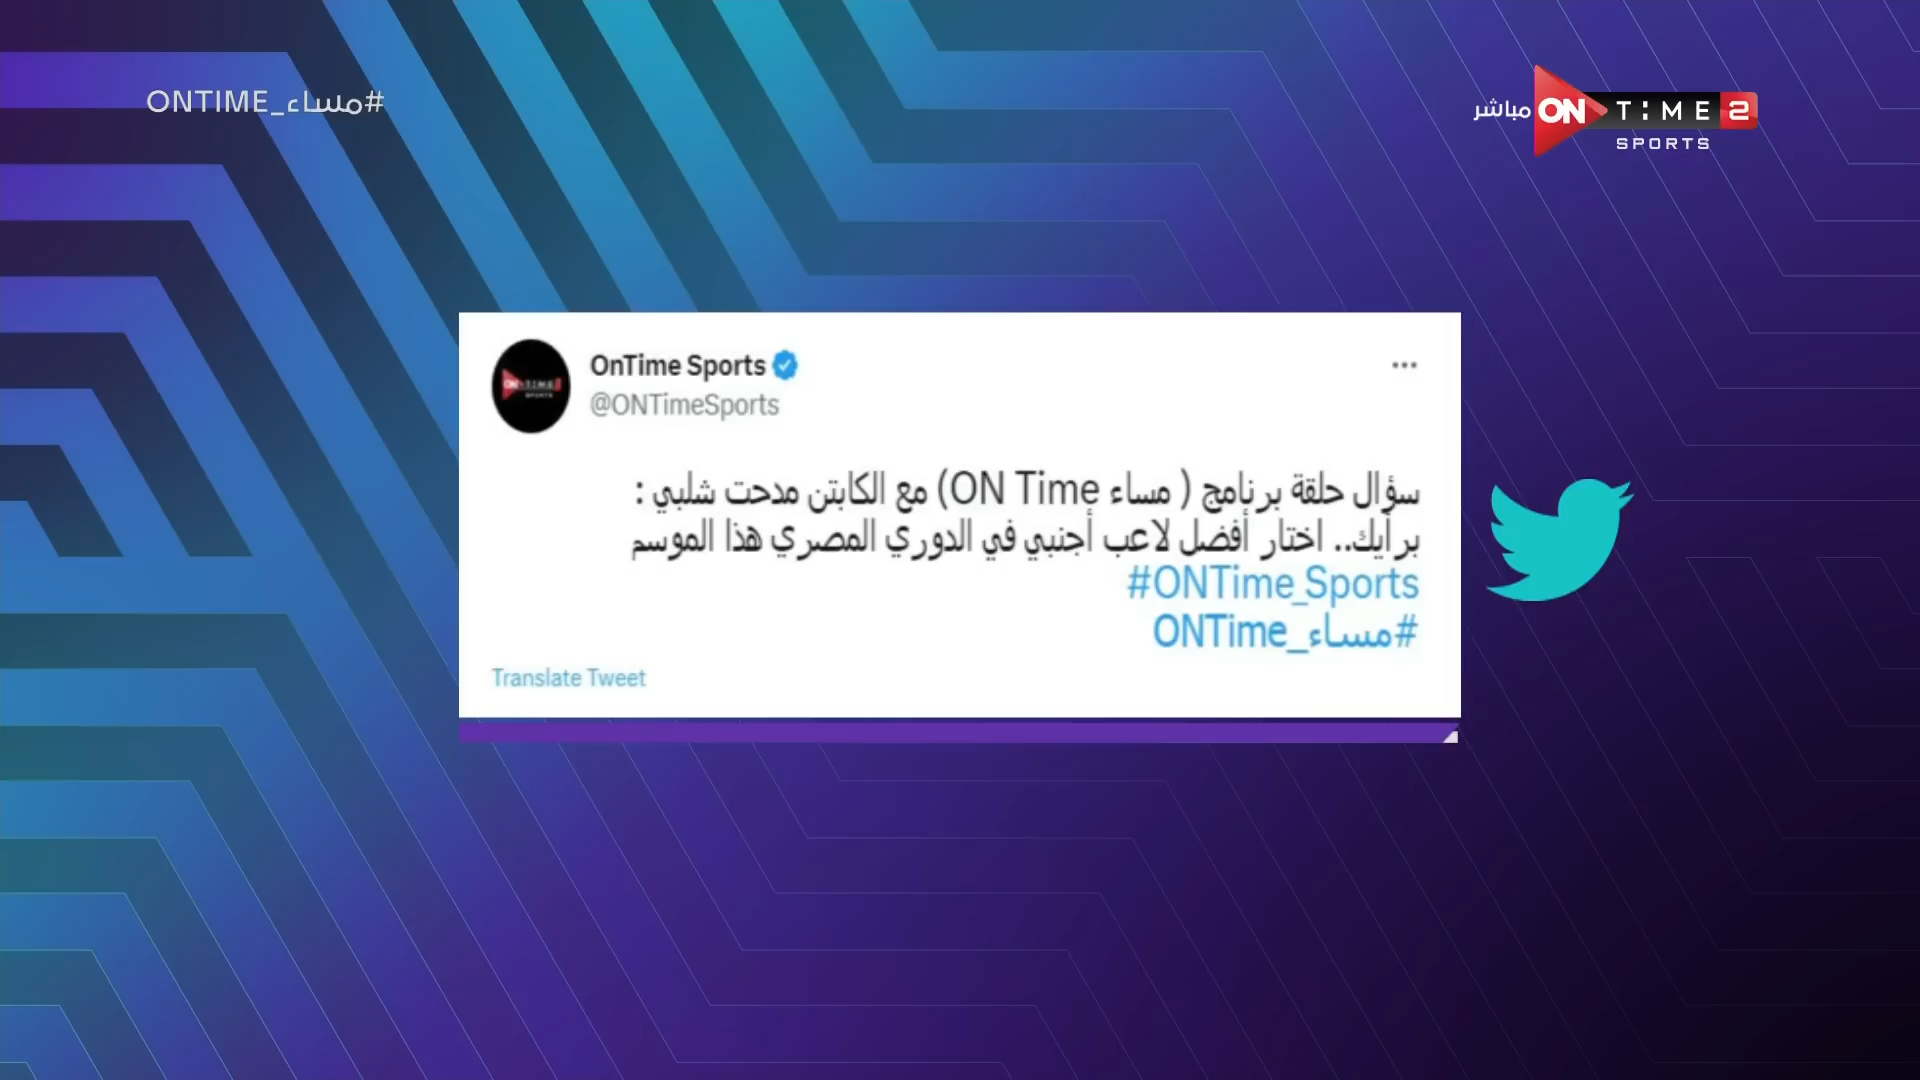 #مساء_ONTIME
مباشر ON TIME 2
SPORTS
OnTime Sports
@ONTimeSports
سؤال حلقة برنامج ( مساء ON Time) مع الكابتن مدحت شلبي :
برأيك.. اختار أفضل لاعب أجنبي في الدوري المصري هذا الموسم
#ONTime_Sports
#مساء_ONTime
Translate Tweet